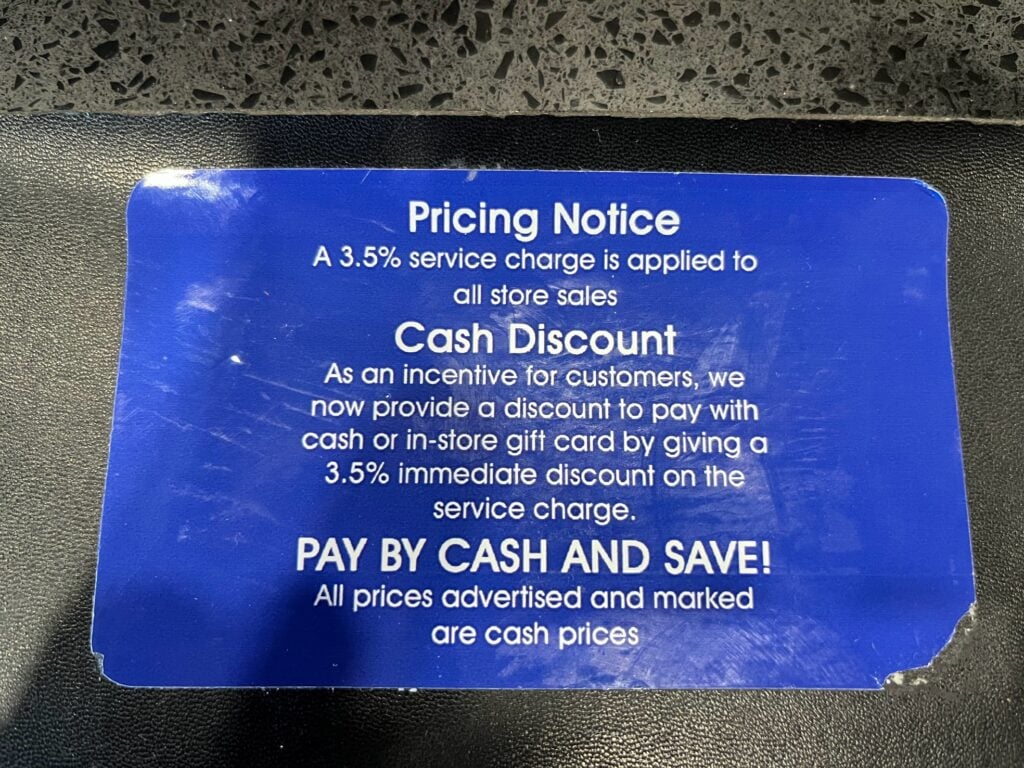 Pricing Notice
A 3.5% service charge is applied to
all store sales
Cash Discount
As an incentive for customers, we
now provide a discount to pay with
cash or in-store gift card by giving a
3.5% immediate discount on the
service charge.
PAY BY CASH AND SAVE!
All prices advertised and marked
are cash prices